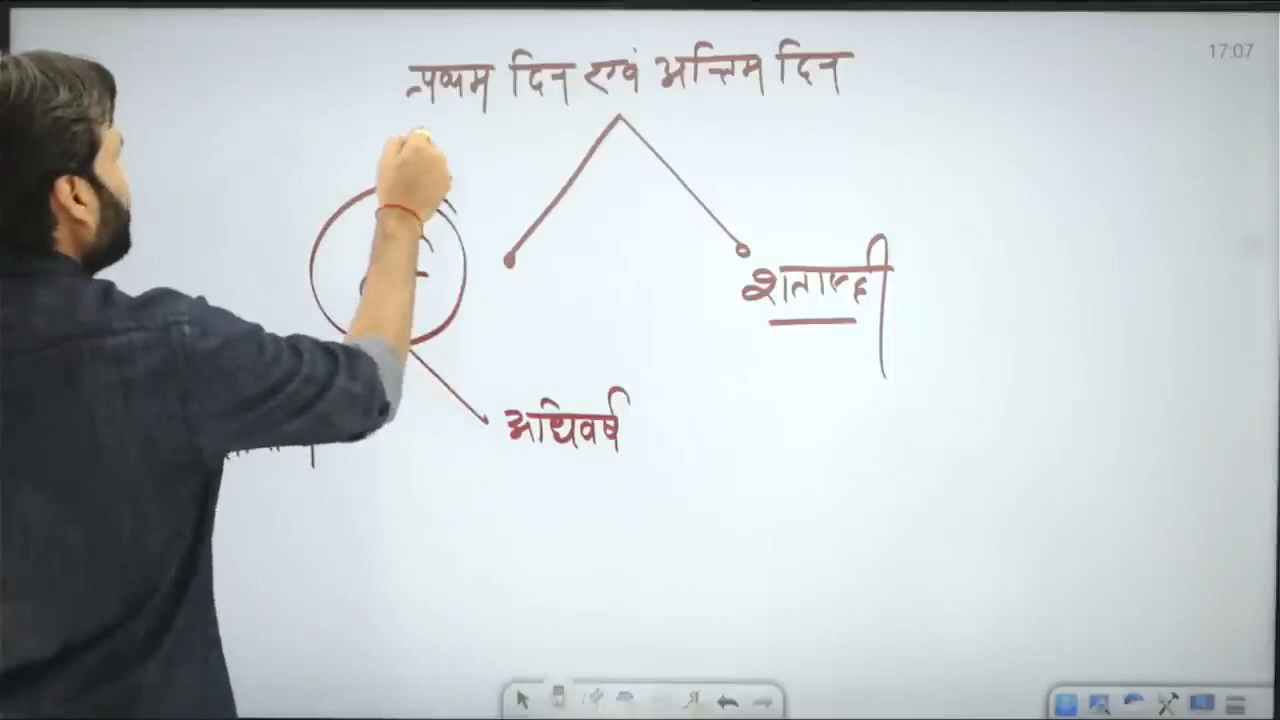 17:07
प्रथम दिन एवं अन्तिम दिन
शताब्दी
अधिवर्ष